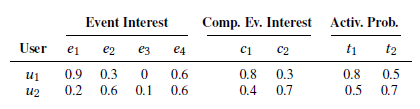 Event Interest Comp. Ev. Interest Activ. Prob.
User e1 e2 e3 e4 c1 c2 t1 t2
u1 0.9 0.3 0 0.6 0.8 0.3 0.8 0.5
u2 0.2 0.6 0.1 0.6 0.4 0.7 0.5 0.7